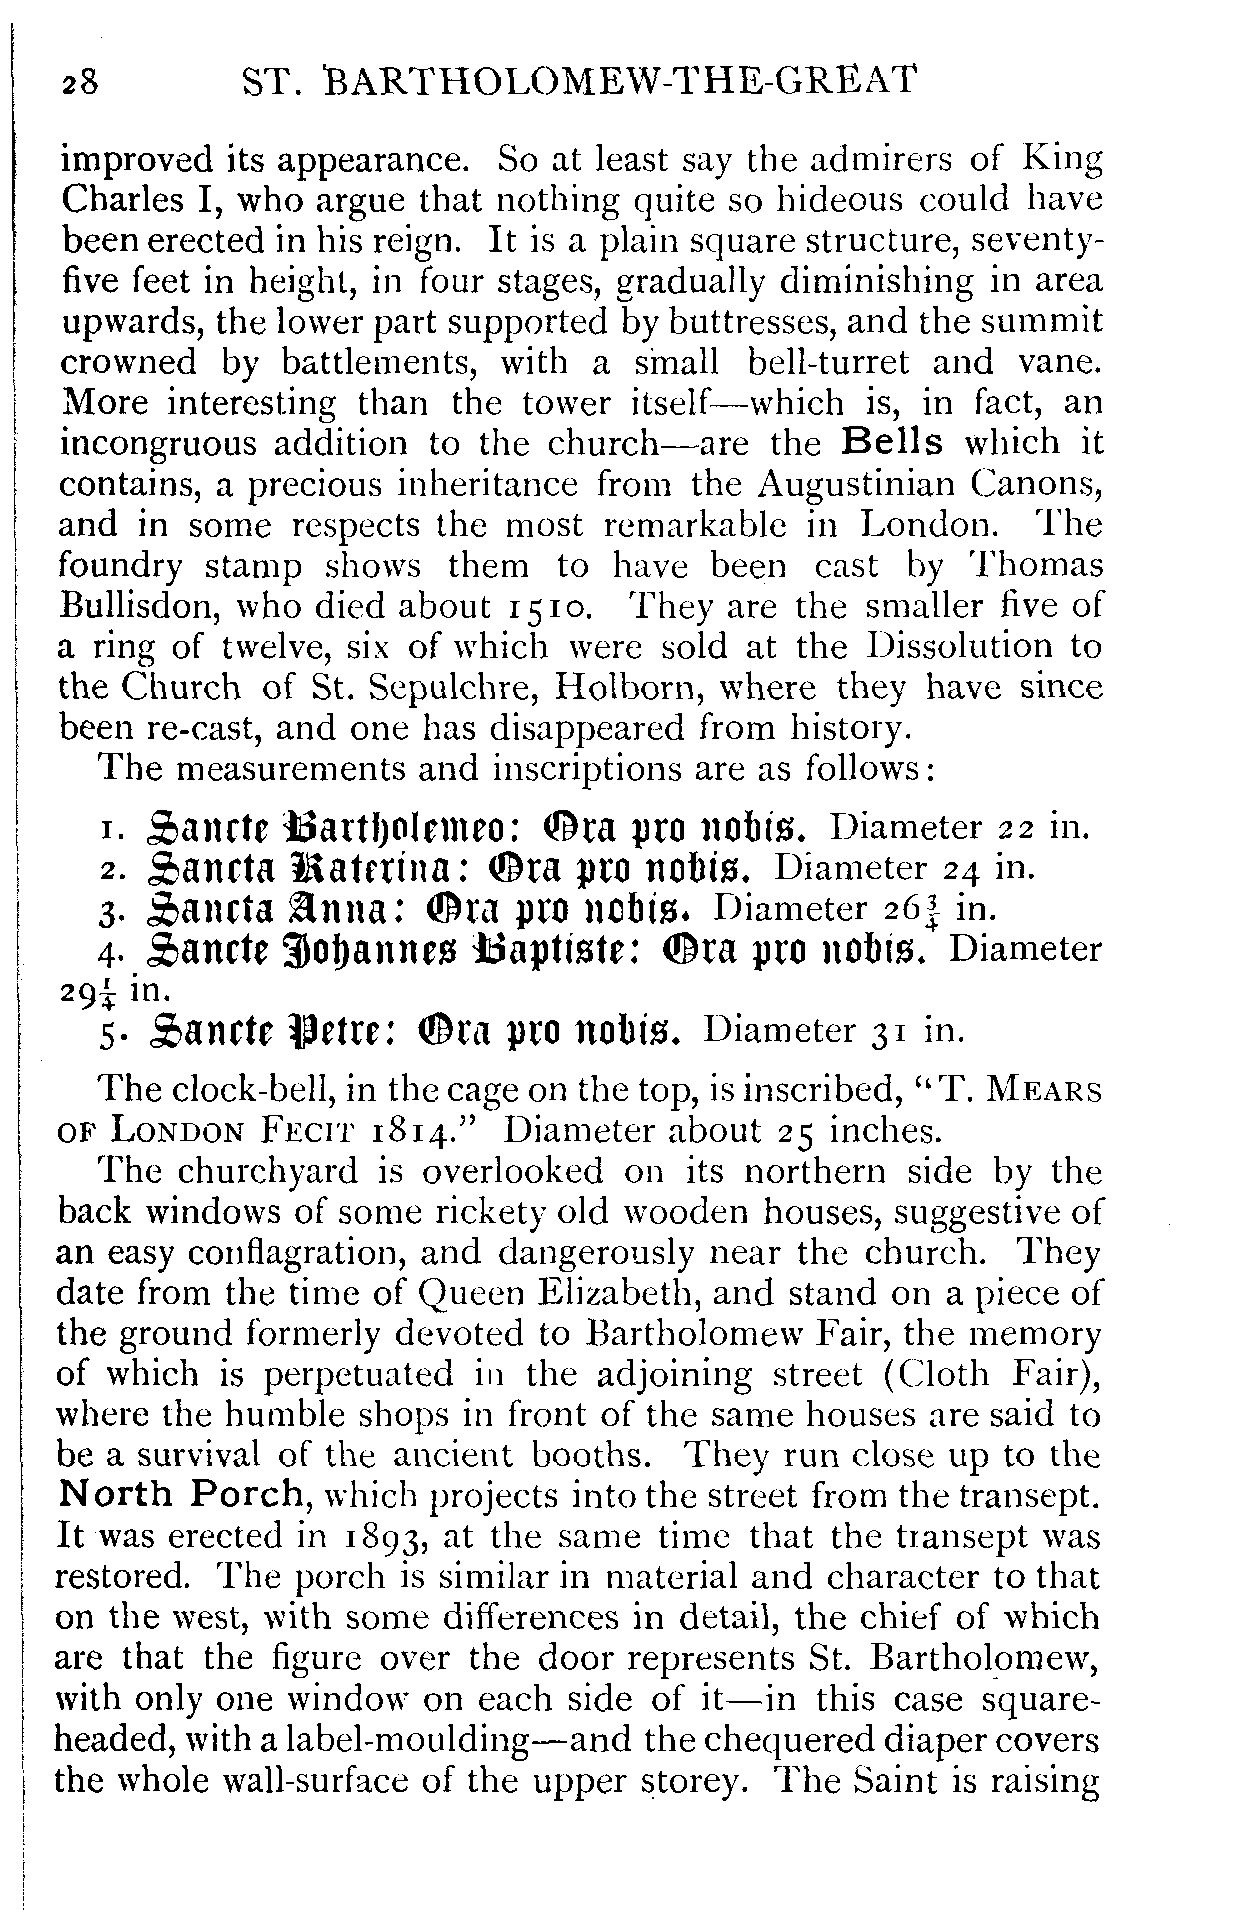 28 ST. BARTHOLOMEW-THE-GREAT
improved its appearance. So at least say the admirers of King
Charles I, who argue that nothing quite so hideous could have
been erected in his reign. It is a plain square structure, seventy-
five feet in height, in four stages, gradually diminishing in area
upwards, the lower part supported by buttresses, and the summit
crowned by battlements, with a small bell-turret and vane.
More interesting than the tower itself—which is, in fact, an
incongruous addition to the church—are the Bells which it
contains, a precious inheritance from the Augustinian Canons,
and in some respects the most remarkable in London. The
foundry stamp shows them to have been cast by Thomas
Bullisdon, who died about 1510. They are the smaller five of
a ring of twelve, six of which were sold at the Dissolution to
the Church of St. Sepulchre, Holborn, where they have since
been re-cast, and one has disappeared from history.
The measurements and inscriptions are as follows:
1. Sancte Bartholemeo: Ora pro nobis. Diameter 22 in.
2. Sancta Katerina: Ora pro nobis. Diameter 24 in.
3. Sancta Anna: Ora pro nobis. Diameter 26¾ in.
4. Sancte Johannes Baptiste: Ora pro nobis. Diameter
29¼ in.
5. Sancte Petre: Ora pro nobis. Diameter 31 in.
The clock-bell, in the cage on the top, is inscribed, "T. MEARS
OF LONDON FECIT 1814." Diameter about 25 inches.
The churchyard is overlooked on its northern side by the
back windows of some rickety old wooden houses, suggestive of
an easy conflagration, and dangerously near the church. They
date from the time of Queen Elizabeth, and stand on a piece of
the ground formerly devoted to Bartholomew Fair, the memory
of which is perpetuated in the adjoining street (Cloth Fair),
where the humble shops in front of the same houses are said to
be a survival of the ancient booths. They run close up to the
North Porch, which projects into the street from the transept.
It was erected in 1893, at the same time that the transept was
restored. The porch is similar in material and character to that
on the west, with some differences in detail, the chief of which
are that the figure over the door represents St. Bartholomew,
with only one window on each side of it—in this case square-
headed, with a label-moulding—and the chequered diaper covers
the whole wall-surface of the upper storey. The Saint is raising